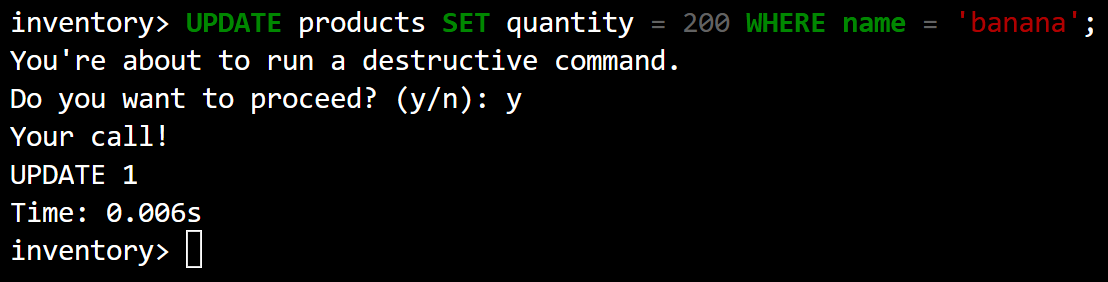 inventory> UPDATE products SET quantity = 200 WHERE name = 'banana';
You're about to run a destructive command.
Do you want to proceed? (y/n): y
Your call!
UPDATE 1
Time: 0.006s
inventory>